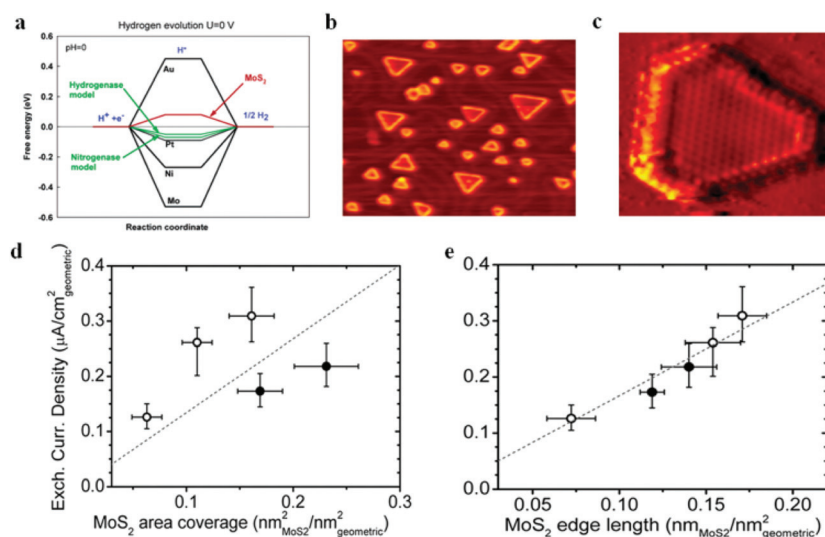 a
Hydrogen evolution U=0 V
0.6
0.4
0.2
0.0
-0.2
-0.4
-0.6
Free energy (eV)
pH=0
H*
Au
Hydrogenase
model
MoS2
H+ +e-
1/2 H2
Pt
Nitrogenase
model
Ni
Mo
Reaction coordinate
b
c
d
0.4
0.3
0.2
0.1
0.0
Exch. Curr. Density (μA/cm²geometric)
0.1
0.2
0.3
MoS2 area coverage (nm²MoS2/nm²geometric)
e
0.4
0.3
0.2
0.1
0.0
0.05
0.10
0.15
0.20
MoS2 edge length (nmMoS2/nm²geometric)